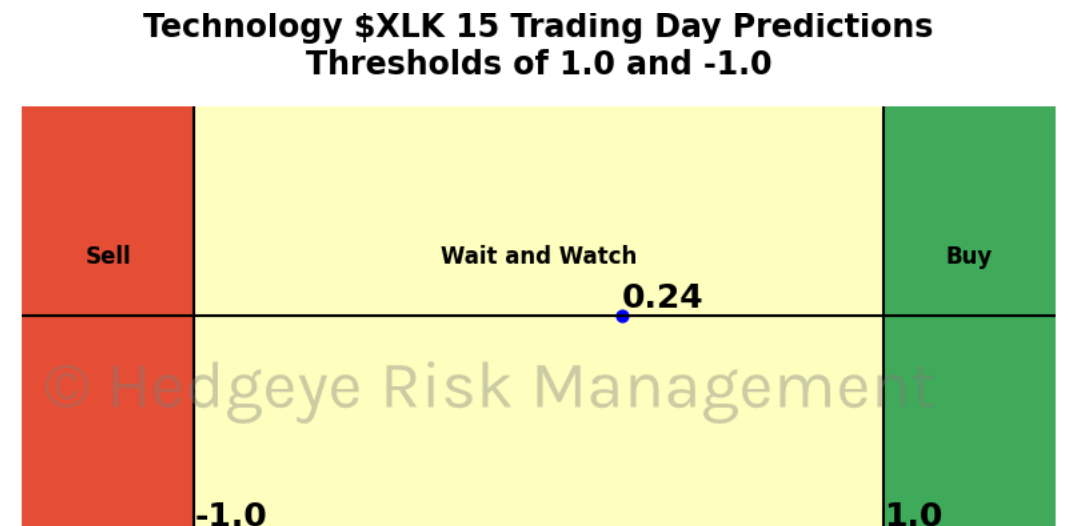 Technology $XLK 15 Trading Day Predictions
Thresholds of 1.0 and -1.0
Sell
Wait and Watch
Buy
0.24
© Hedgeye Risk Management
-1.0
1.0